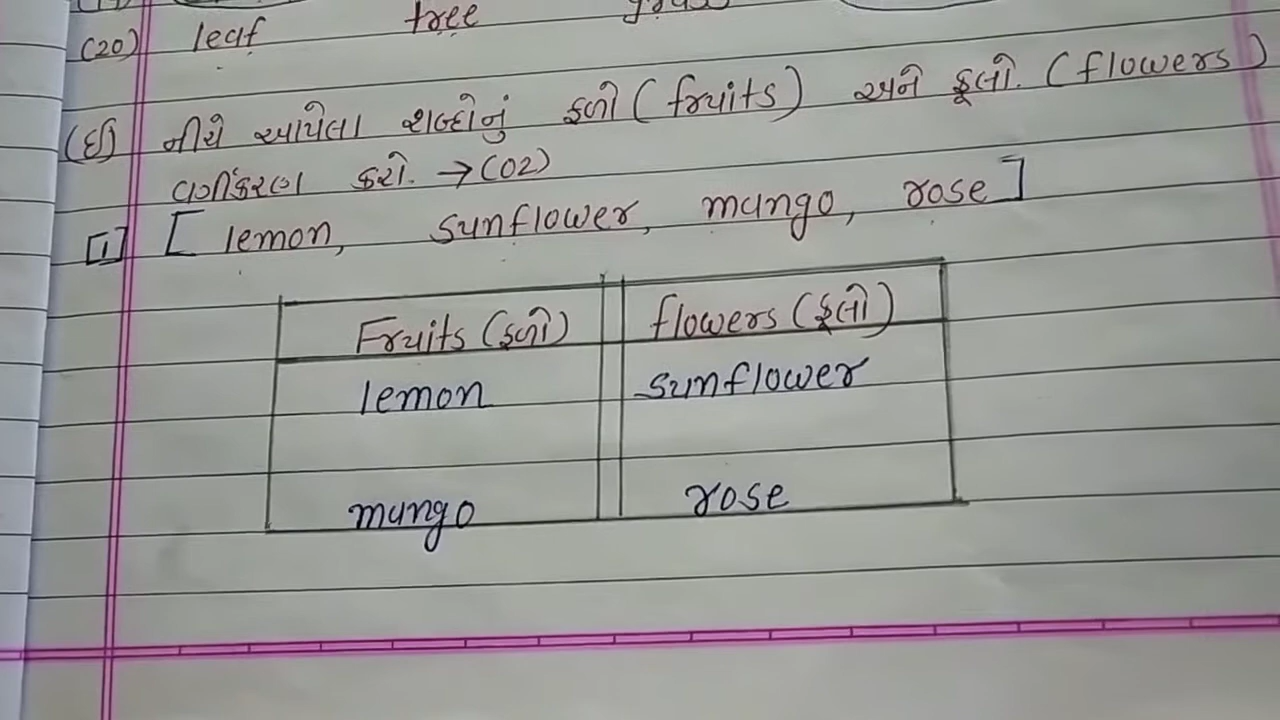 (20) leaf tree
(ઈ) નીચે આપેલા શબ્દોનું ફળો (fruits) અને ફૂલો. (flowers)
વર્ગીકરણ કરો. → (02)
[1] [ lemon, sunflower, mango, rose ]
Fruits (ફળો) flowers (ફૂલો)
lemon sunflower
mango rose